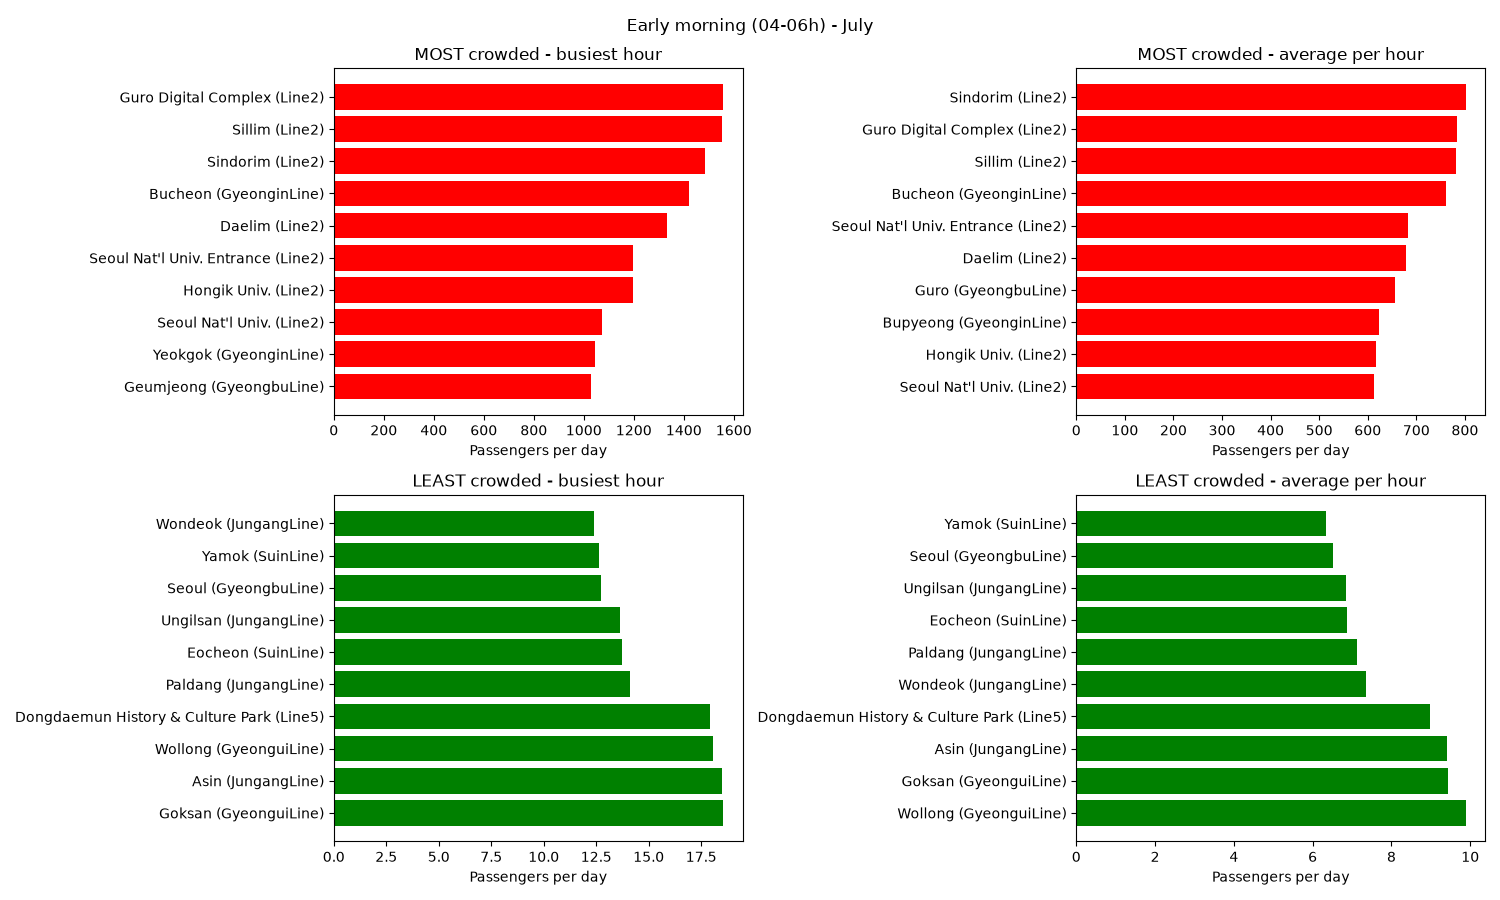 Early morning (04-06h) - July
MOST crowded - busiest hour
Guro Digital Complex (Line2)
Sillim (Line2)
Sindorim (Line2)
Bucheon (GyeonginLine)
Daelim (Line2)
Seoul Nat'l Univ. Entrance (Line2)
Hongik Univ. (Line2)
Seoul Nat'l Univ. (Line2)
Yeokgok (GyeonginLine)
Geumjeong (GyeongbuLine)
0 200 400 600 800 1000 1200 1400 1600
Passengers per day
MOST crowded - average per hour
Sindorim (Line2)
Guro Digital Complex (Line2)
Sillim (Line2)
Bucheon (GyeonginLine)
Seoul Nat'l Univ. Entrance (Line2)
Daelim (Line2)
Guro (GyeongbuLine)
Bupyeong (GyeonginLine)
Hongik Univ. (Line2)
Seoul Nat'l Univ. (Line2)
0 100 200 300 400 500 600 700 800
Passengers per day
LEAST crowded - busiest hour
Wondeok (JungangLine)
Yamok (SuinLine)
Seoul (GyeongbuLine)
Ungilsan (JungangLine)
Eocheon (SuinLine)
Paldang (JungangLine)
Dongdaemun History & Culture Park (Line5)
Wollong (GyeonguiLine)
Asin (JungangLine)
Goksan (GyeonguiLine)
0.0 2.5 5.0 7.5 10.0 12.5 15.0 17.5
Passengers per day
LEAST crowded - average per hour
Yamok (SuinLine)
Seoul (GyeongbuLine)
Ungilsan (JungangLine)
Eocheon (SuinLine)
Paldang (JungangLine)
Wondeok (JungangLine)
Dongdaemun History & Culture Park (Line5)
Asin (JungangLine)
Goksan (GyeonguiLine)
Wollong (GyeonguiLine)
0 2 4 6 8 10
Passengers per day